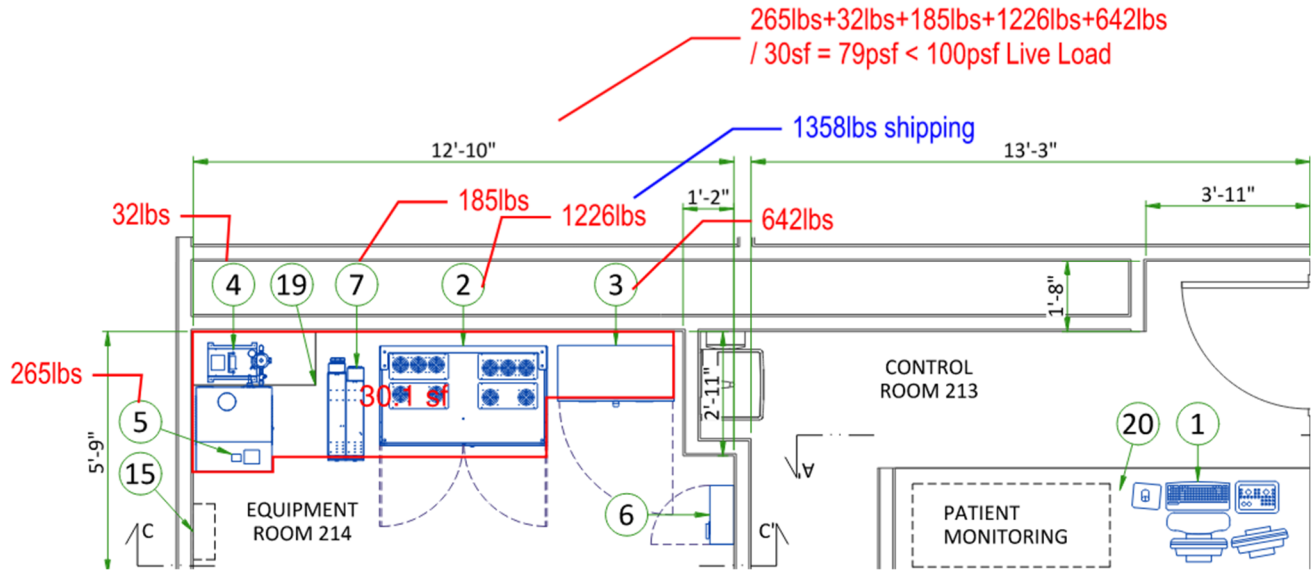 265lbs+32lbs+185lbs+1226lbs+642lbs
/ 30sf = 79psf < 100psf Live Load
1358lbs shipping
12'-10"
13'-3"
1'-2"
3'-11"
32lbs
185lbs
1226lbs
642lbs
4
19
7
2
3
1'-8"
265lbs
30.1 sf
CONTROL
ROOM 213
2'-11"
5
20
1
5'-9"
15
A'
EQUIPMENT
ROOM 214
6
PATIENT
MONITORING
C
C'